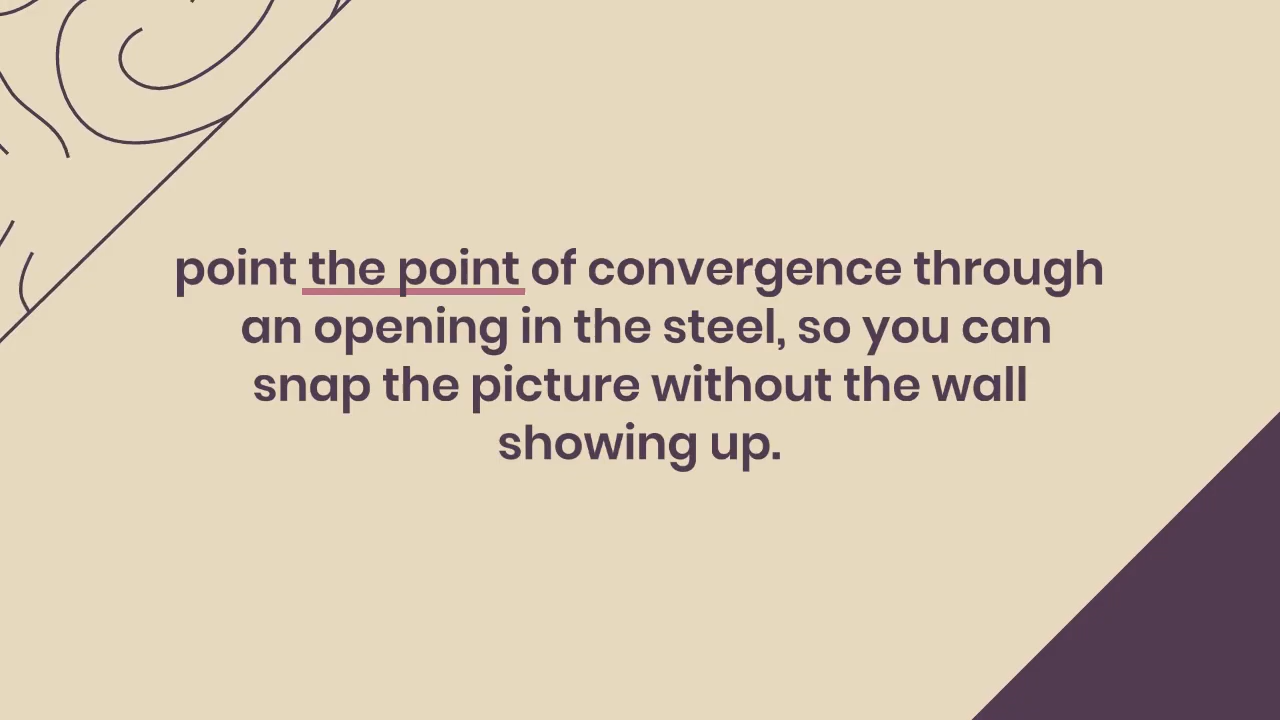 point the point of convergence through
an opening in the steel, so you can
snap the picture without the wall
showing up.